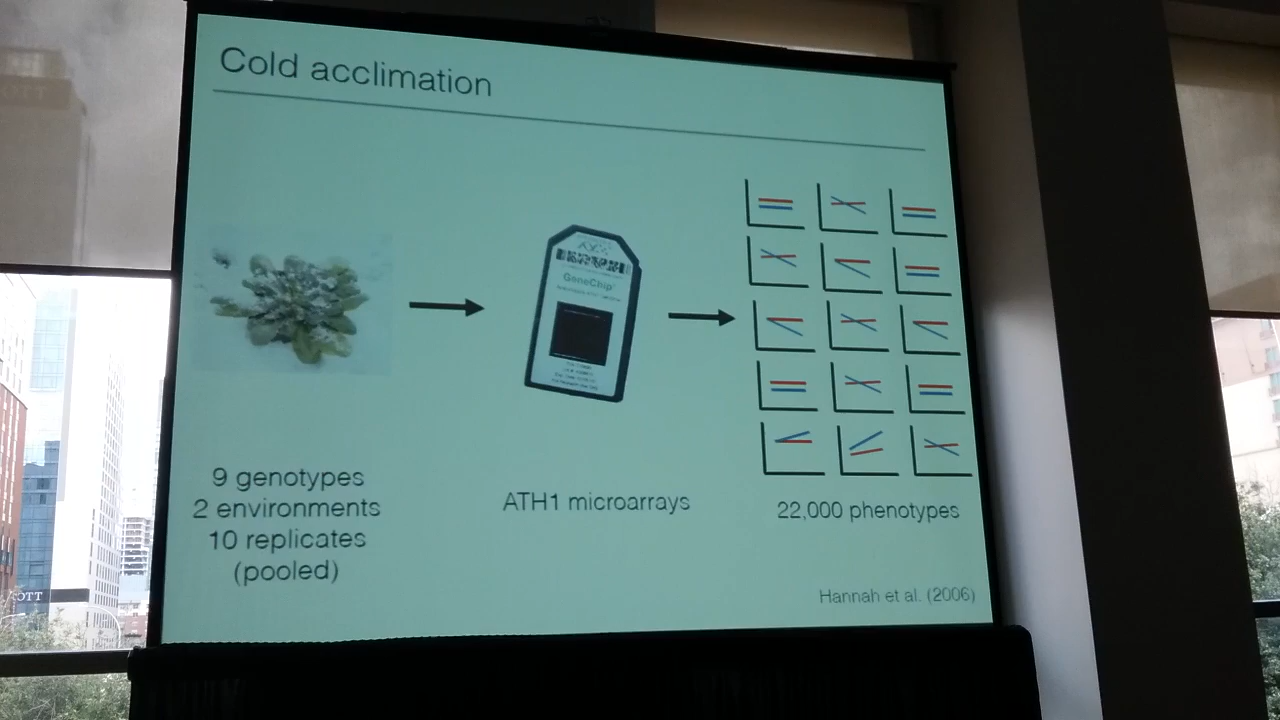 Cold acclimation
GeneChip
9 genotypes
2 environments
10 replicates
(pooled)
ATH1 microarrays
22,000 phenotypes
Hannah et al. (2006)
OTT